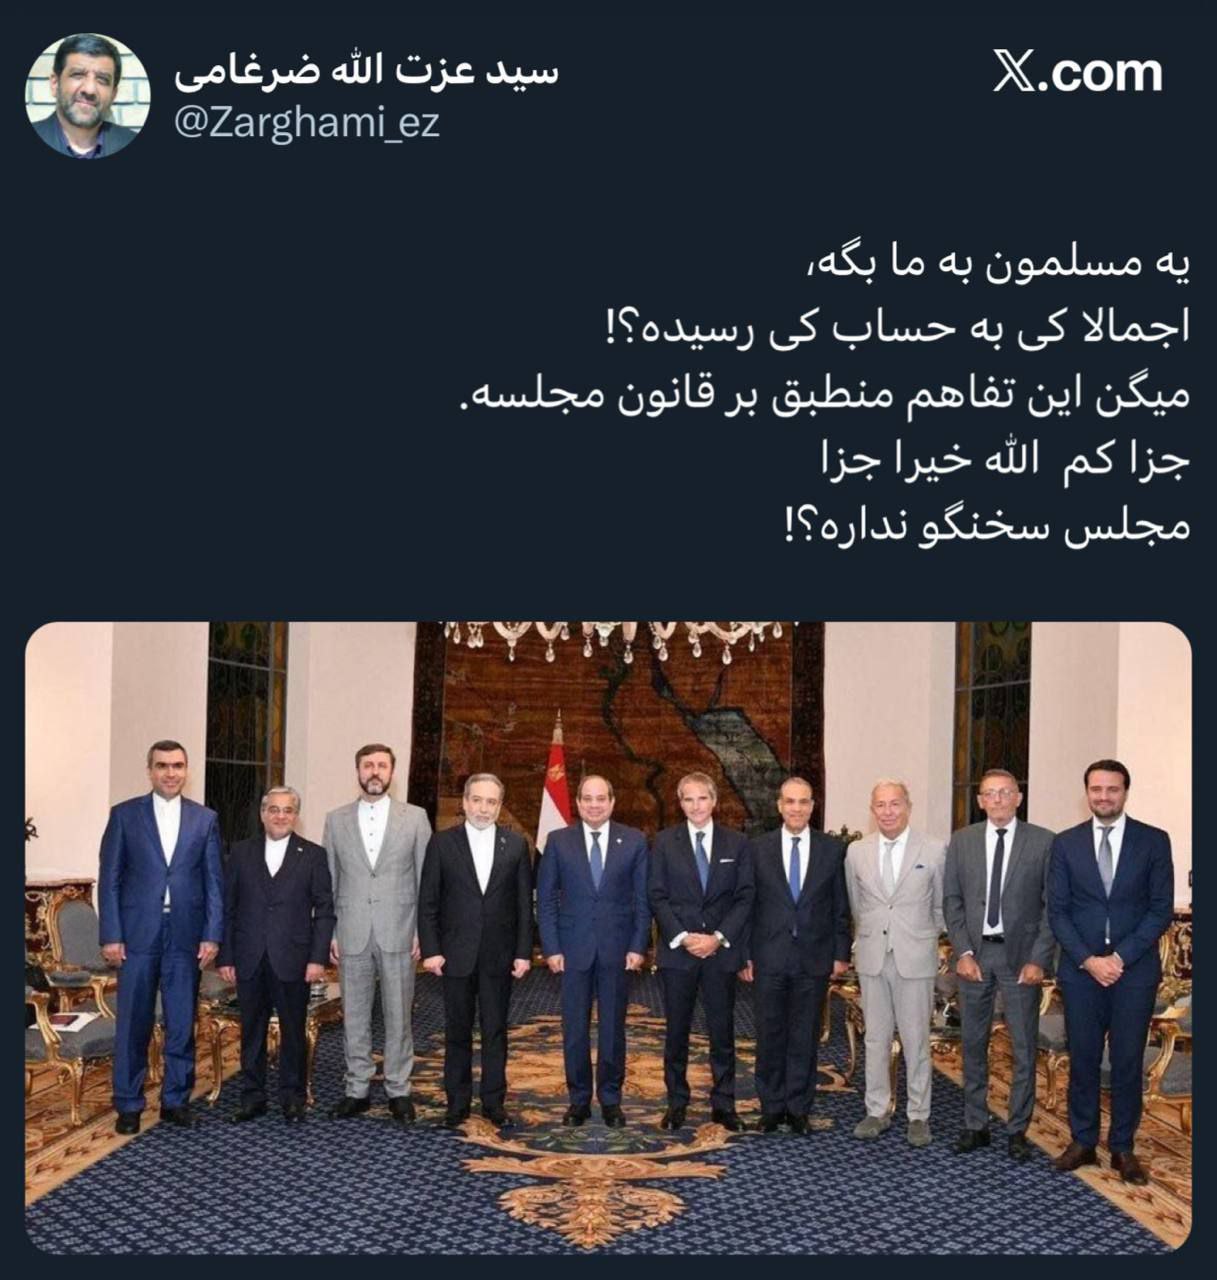 سید عزت الله ضرغامی
X.com
@Zarghami_ez
یه مسلمون به ما بگه،
اجمالا کی به حساب کی رسیده؟!
میگن این تفاهم منطبق بر قانون مجلسه.
جزا کم الله خیرا جزا
مجلس سخنگو نداره؟!